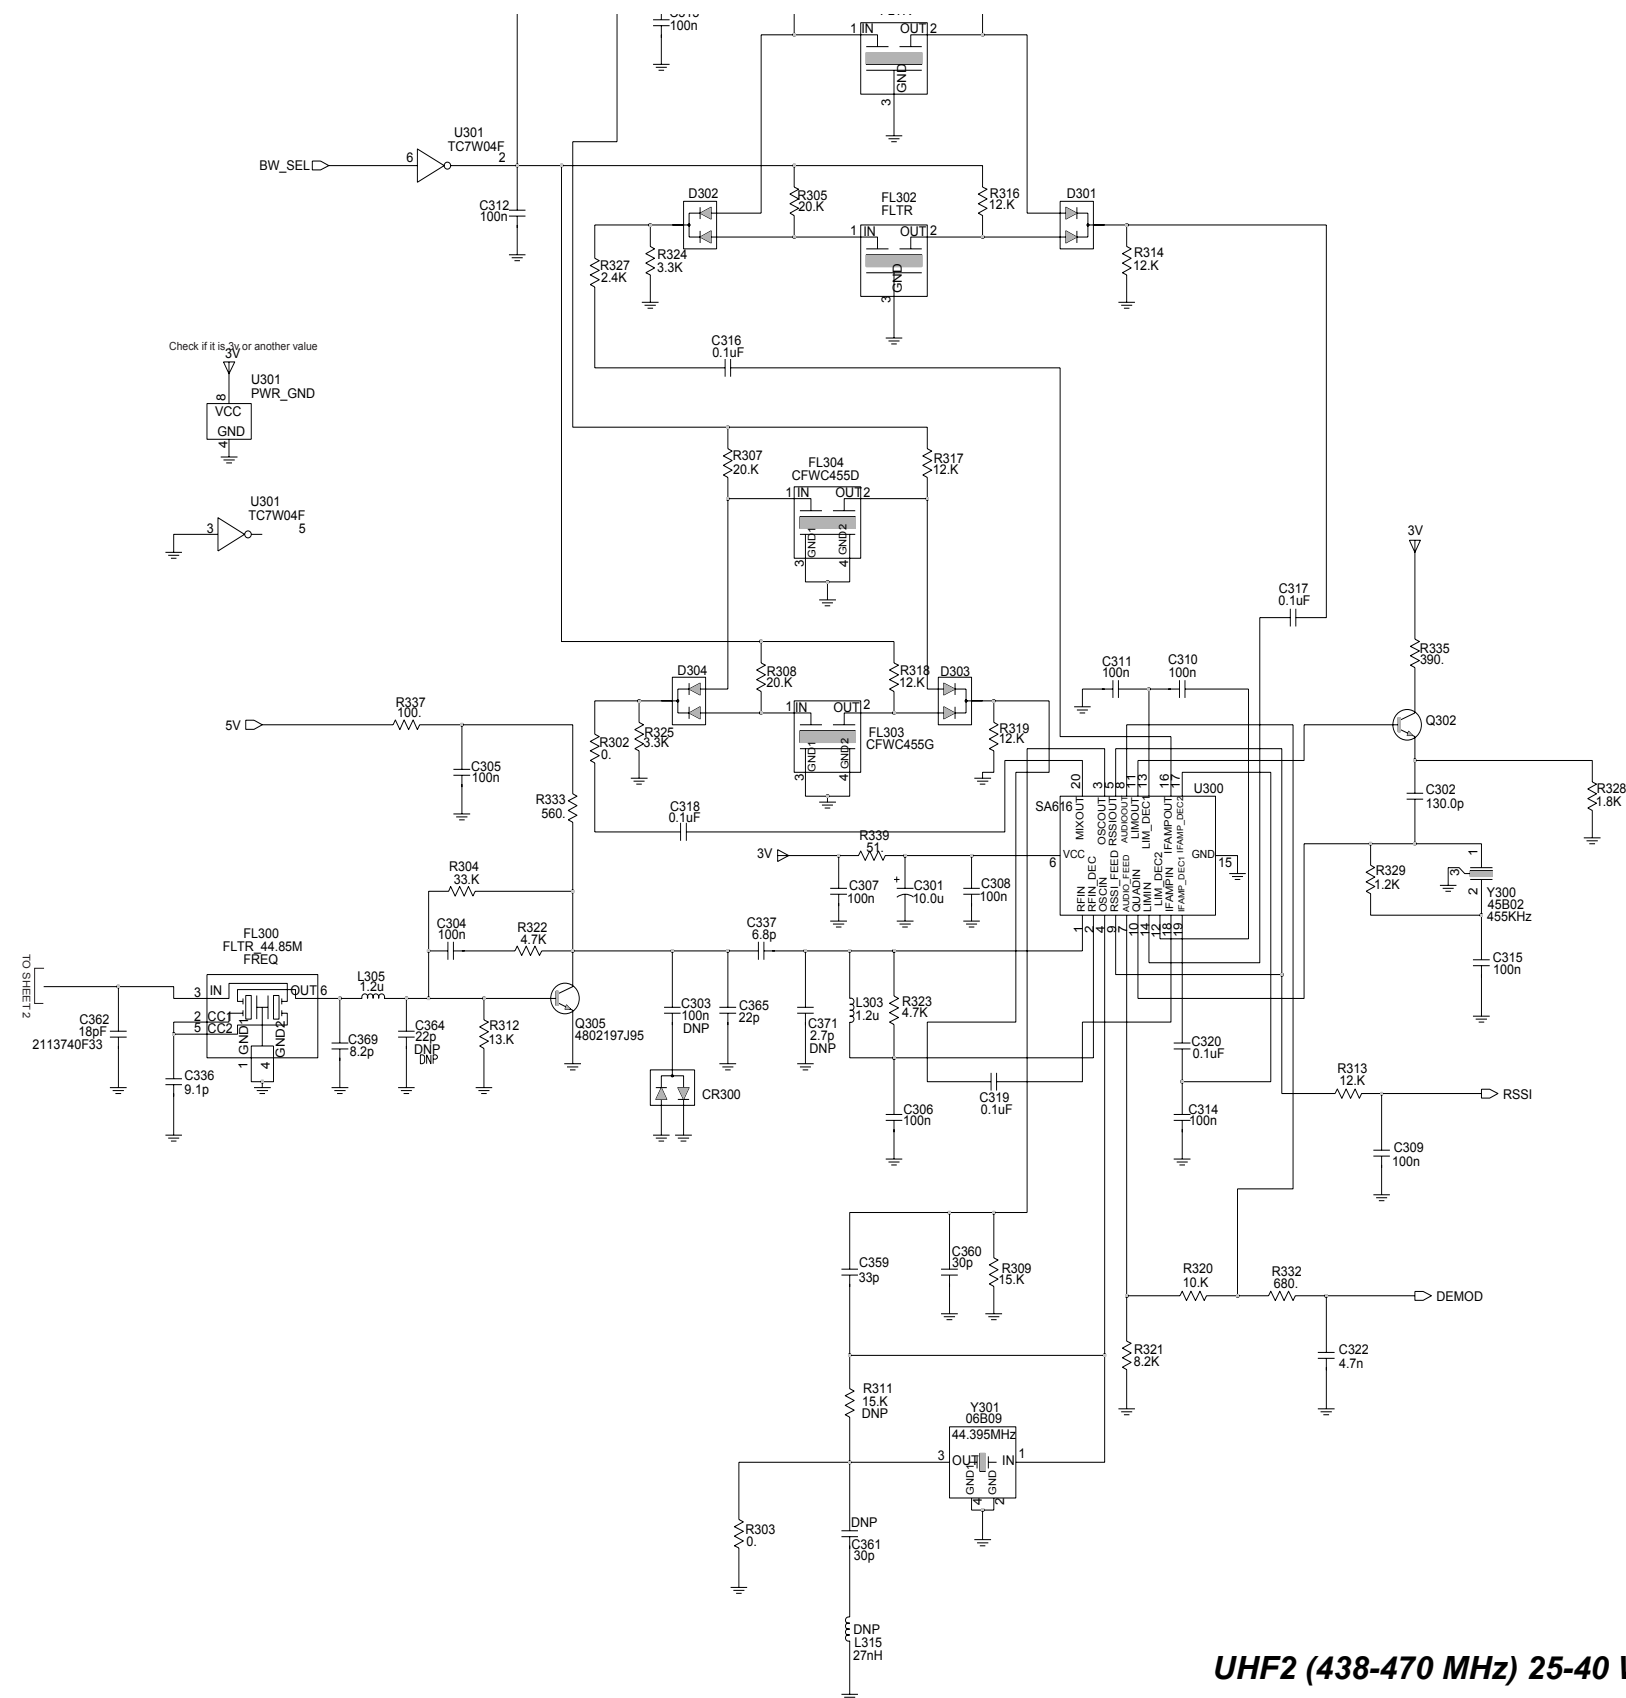 100n
1 IN OUT 2
GND
3
U301
TC7W04F
BW_SEL 6 2
C312
100n
D302
R305
20.K
FL302
FLTR
R316
12.K
D301
1 IN OUT 2
GND
3
R327
2.4K
R324
3.3K
R314
12.K
Check if it is 3v or another value
3V
U301
PWR_GND
8
VCC
GND
4
C316
0.1uF
R307
20.K
FL304
CFWC455D
R317
12.K
1 IN OUT 2
GND1 GND2
3 4
U301
TC7W04F
3 5
3V
C317
0.1uF
R335
390.
C311
100n
C310
100n
D304
R308
20.K
R318
12.K
D303
Q302
1 IN OUT 2
FL303
CFWC455G
GND1 GND2
3 4
R302
0.
R325
3.3K
R319
12.K
5V
R337
100.
C305
100n
R333
560.
C318
0.1uF
SA616
U300
20 3 5 8 11 13 16 17
MIXOUT
OSCOUT
RSSIOUT
AUDIOOUT
LIMOUT
LIM_DEC1
IFAMPOUT
IFAMP_DEC2
6 VCC
GND 15
RFIN
RFIN_DEC
OSCIN
RSSI_FEED
AUDIO_FEED
QUADIN
LIMIN
LIM_DEC2
IFAMPIN
IFAMP_DEC1
1 2 4 9 7 10 14 12 18 19
C302
130.0p
R328
1.8K
3V
R339
51.
C307
100n
+
C301
10.0u
C308
100n
R329
1.2K
1
3
2
Y300
45B02
455KHz
C315
100n
R304
33.K
C304
100n
R322
4.7K
C337
6.8p
FL300
FLTR_44.85M
FREQ
TO SHEET 2
3 IN OUT 6
2 CC1
5 CC2
GND1
GND2
1 4
L305
1.2u
C362
18pF
2113740F33
C336
9.1p
C369
8.2p
C364
22p
DNP
DNP
R312
13.K
Q305
4802197J95
C303
100n
DNP
C365
22p
C371
2.7p
DNP
L303
1.2u
R323
4.7K
CR300
C306
100n
C319
0.1uF
C320
0.1uF
C314
100n
R313
12.K
RSSI
C309
100n
C359
33p
C360
30p
R309
15.K
R320
10.K
R332
680.
DEMOD
R321
8.2K
C322
4.7n
R311
15.K
DNP
Y301
06B09
44.395MHz
3 OUT IN 1
GND1 GND
4 2
R303
0.
DNP
C361
30p
DNP
L315
27nH
UHF2 (438-470 MHz) 25-40